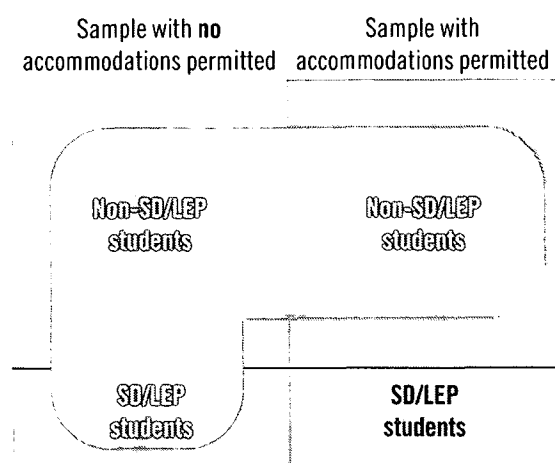 Sample with no
accommodations permitted
Sample with
accommodations permitted
Non-SD/LEP
students
Non-SD/LEP
students
SD/LEP
students
SD/LEP
students